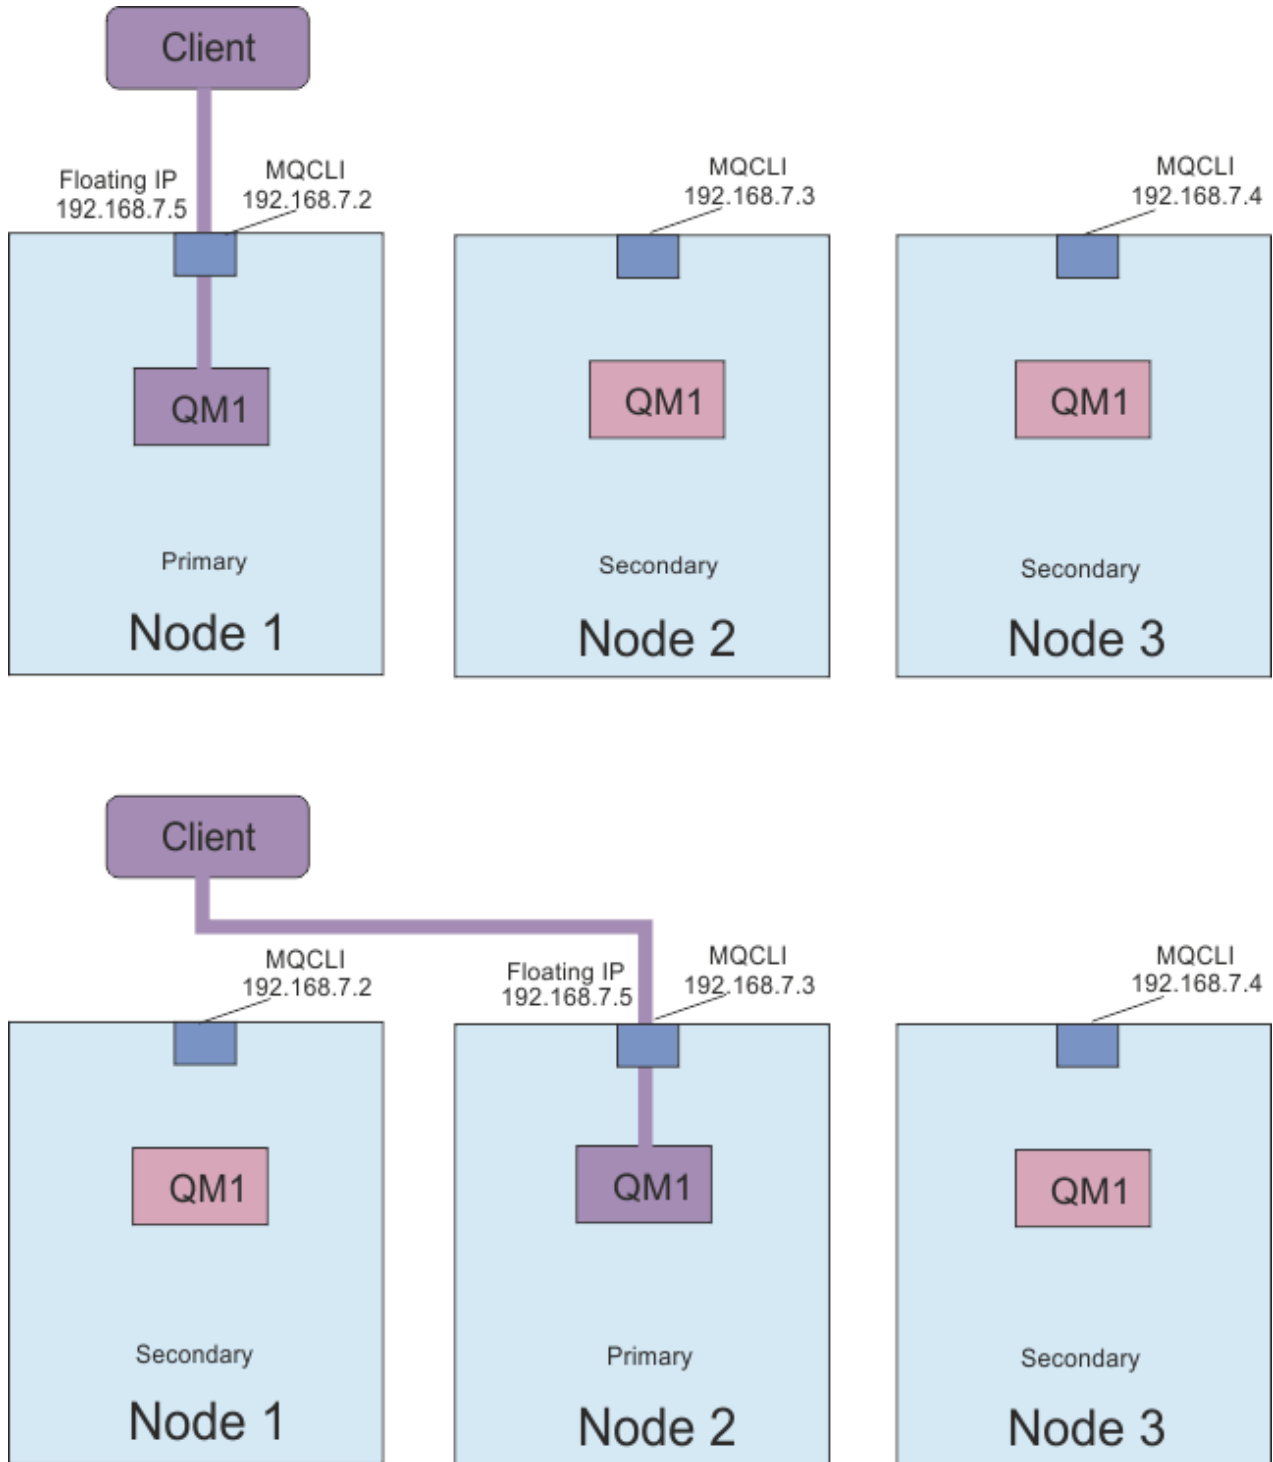 Client
Floating IP
192.168.7.5
MQCLI
192.168.7.2
MQCLI
192.168.7.3
MQCLI
192.168.7.4
QM1
QM1
QM1
Primary
Secondary
Secondary
Node 1
Node 2
Node 3
Client
MQCLI
192.168.7.2
Floating IP
192.168.7.5
MQCLI
192.168.7.3
MQCLI
192.168.7.4
QM1
QM1
QM1
Secondary
Primary
Secondary
Node 1
Node 2
Node 3